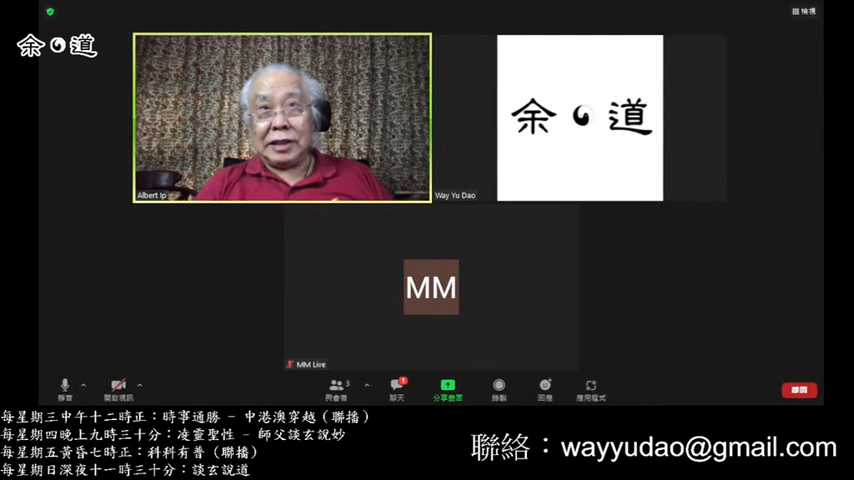 檢視
余 道
Albert Ip
余 道
Way Yu Dao
MM
MM Live
3
1
靜音
開啟視訊
與會者
聊天
分享畫面
錄製
回應
應用程式
離開
每星期三中午十二時正：時事通勝 - 中港澳穿越（聯播）
每星期四晚上九時三十分：凌靈聖性 - 師父談玄說妙
每星期五黃昏七時正：科科有普（聯播）
每星期日深夜十一時三十分：談玄說道
聯絡：wayyudao@gmail.com